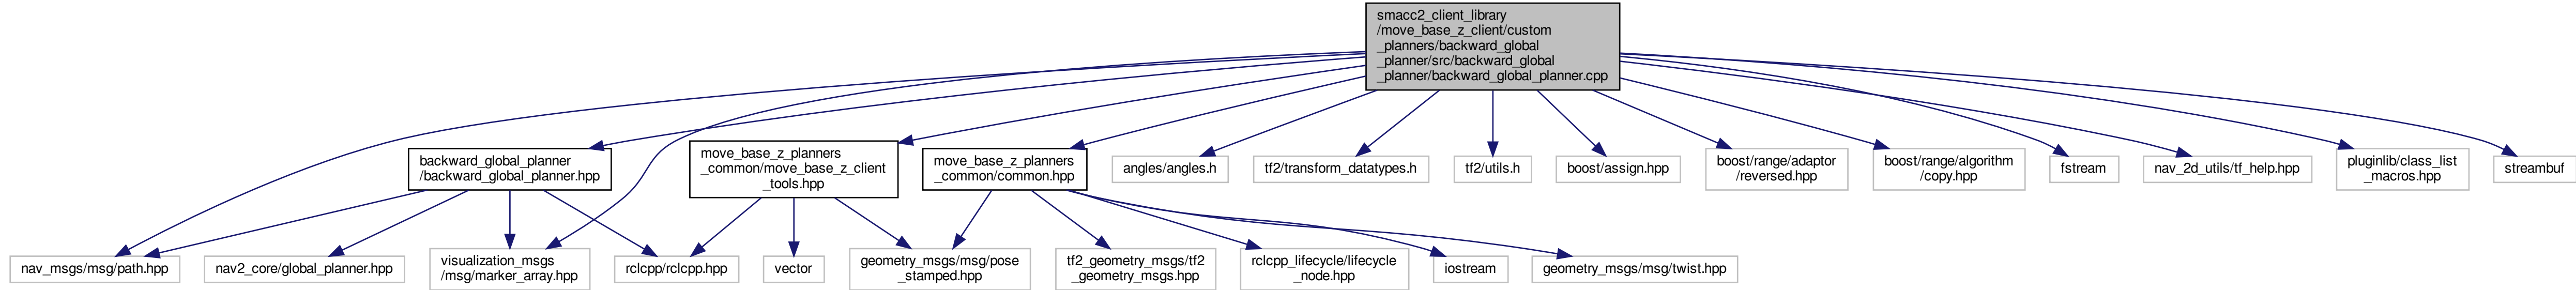 smacc2_client_library
/move_base_z_client/custom
_planners/backward_global
_planner/src/backward_global
_planner/backward_global_planner.cpp
backward_global_planner
/backward_global_planner.hpp
move_base_z_planners
_common/move_base_z_client
_tools.hpp
move_base_z_planners
_common/common.hpp
angles/angles.h
tf2/transform_datatypes.h
tf2/utils.h
boost/assign.hpp
boost/range/adaptor
/reversed.hpp
boost/range/algorithm
/copy.hpp
fstream
nav_2d_utils/tf_help.hpp
pluginlib/class_list
_macros.hpp
streambuf
nav_msgs/msg/path.hpp
nav2_core/global_planner.hpp
visualization_msgs
/msg/marker_array.hpp
rclcpp/rclcpp.hpp
vector
geometry_msgs/msg/pose
_stamped.hpp
tf2_geometry_msgs/tf2
_geometry_msgs.hpp
rclcpp_lifecycle/lifecycle
_node.hpp
iostream
geometry_msgs/msg/twist.hpp